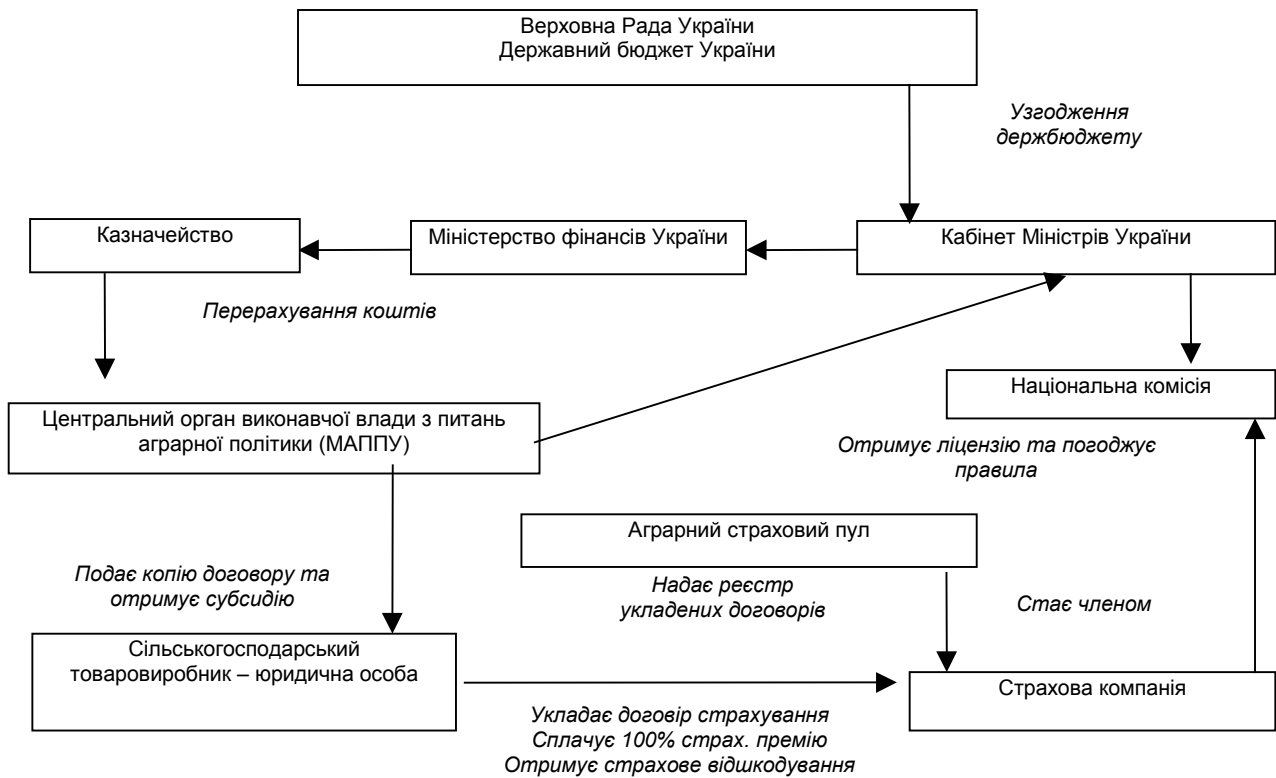 Верховна Рада України
Державний бюджет України
Узгодження
держбюджету
Казначейство
Міністерство фінансів України
Кабінет Міністрів України
Перерахування коштів
Національна комісія
Центральний орган виконавчої влади з питань
аграрної політики (МАППУ)
Отримує ліцензію та погоджує
правила
Аграрний страховий пул
Подає копію договору та
отримує субсидію
Надає реєстр
укладених договорів
Стає членом
Сільськогосподарський
товаровиробник – юридична особа
Страхова компанія
Укладає договір страхування
Сплачує 100% страх. премію
Отримує страхове відшкодування